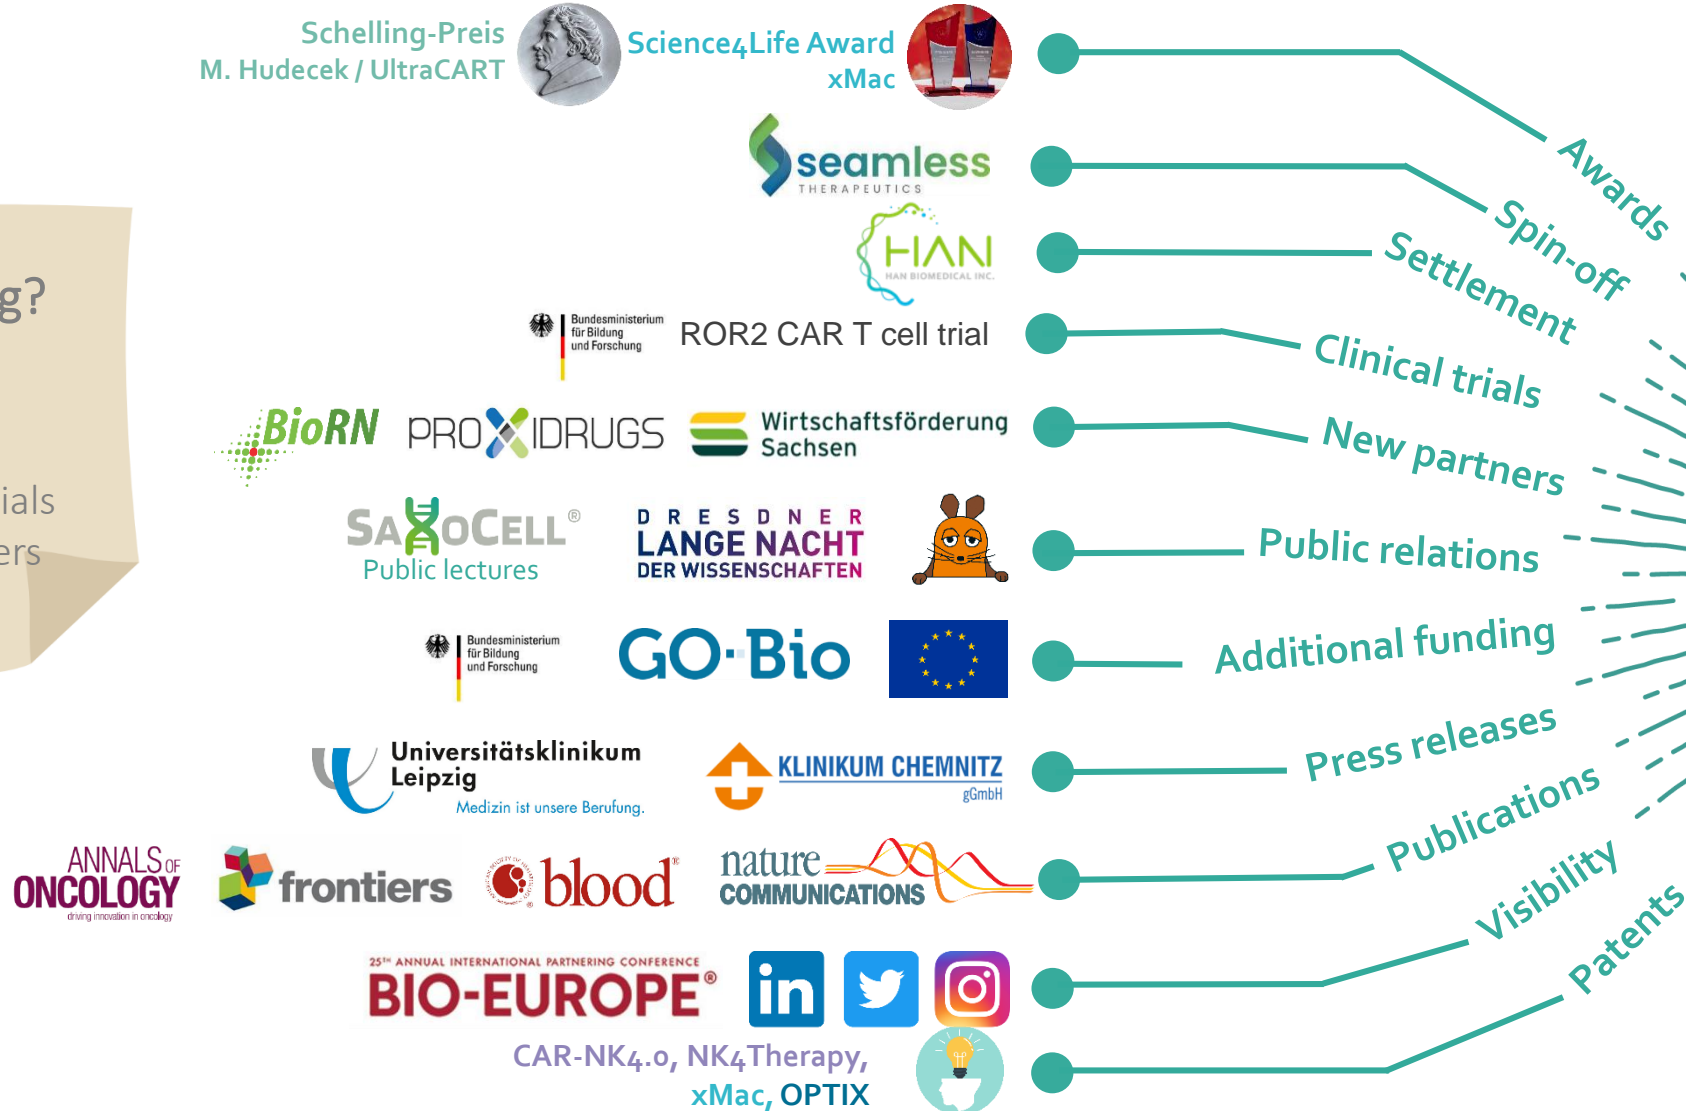 Schelling-Preis
M. Hudecek / UltraCART
Science4Life Award
xMac
Awards
seamless
THERAPEUTICS
Spin-off
HAN
HAN BIOMEDICAL INC.
Settlement
g?
Bundesministerium
für Bildung
und Forschung
ROR2 CAR T cell trial
Clinical trials
BioRN
PROXIDRUGS
Wirtschaftsförderung
Sachsen
New partners
ials
ers
SAXOCELL®
Public lectures
DRESDNER
LANGE NACHT
DER WISSENSCHAFTEN
Public relations
Bundesministerium
für Bildung
und Forschung
GO-Bio
Additional funding
Universitätsklinikum
Leipzig
Medizin ist unsere Berufung.
KLINIKUM CHEMNITZ
gGmbH
Press releases
ANNALS OF
ONCOLOGY
driving innovation in oncology
frontiers
blood®
nature
COMMUNICATIONS
Publications
25TH ANNUAL INTERNATIONAL PARTNERING CONFERENCE
BIO-EUROPE®
in
Visibility
CAR-NK4.0, NK4Therapy,
xMac, OPTIX
Patents